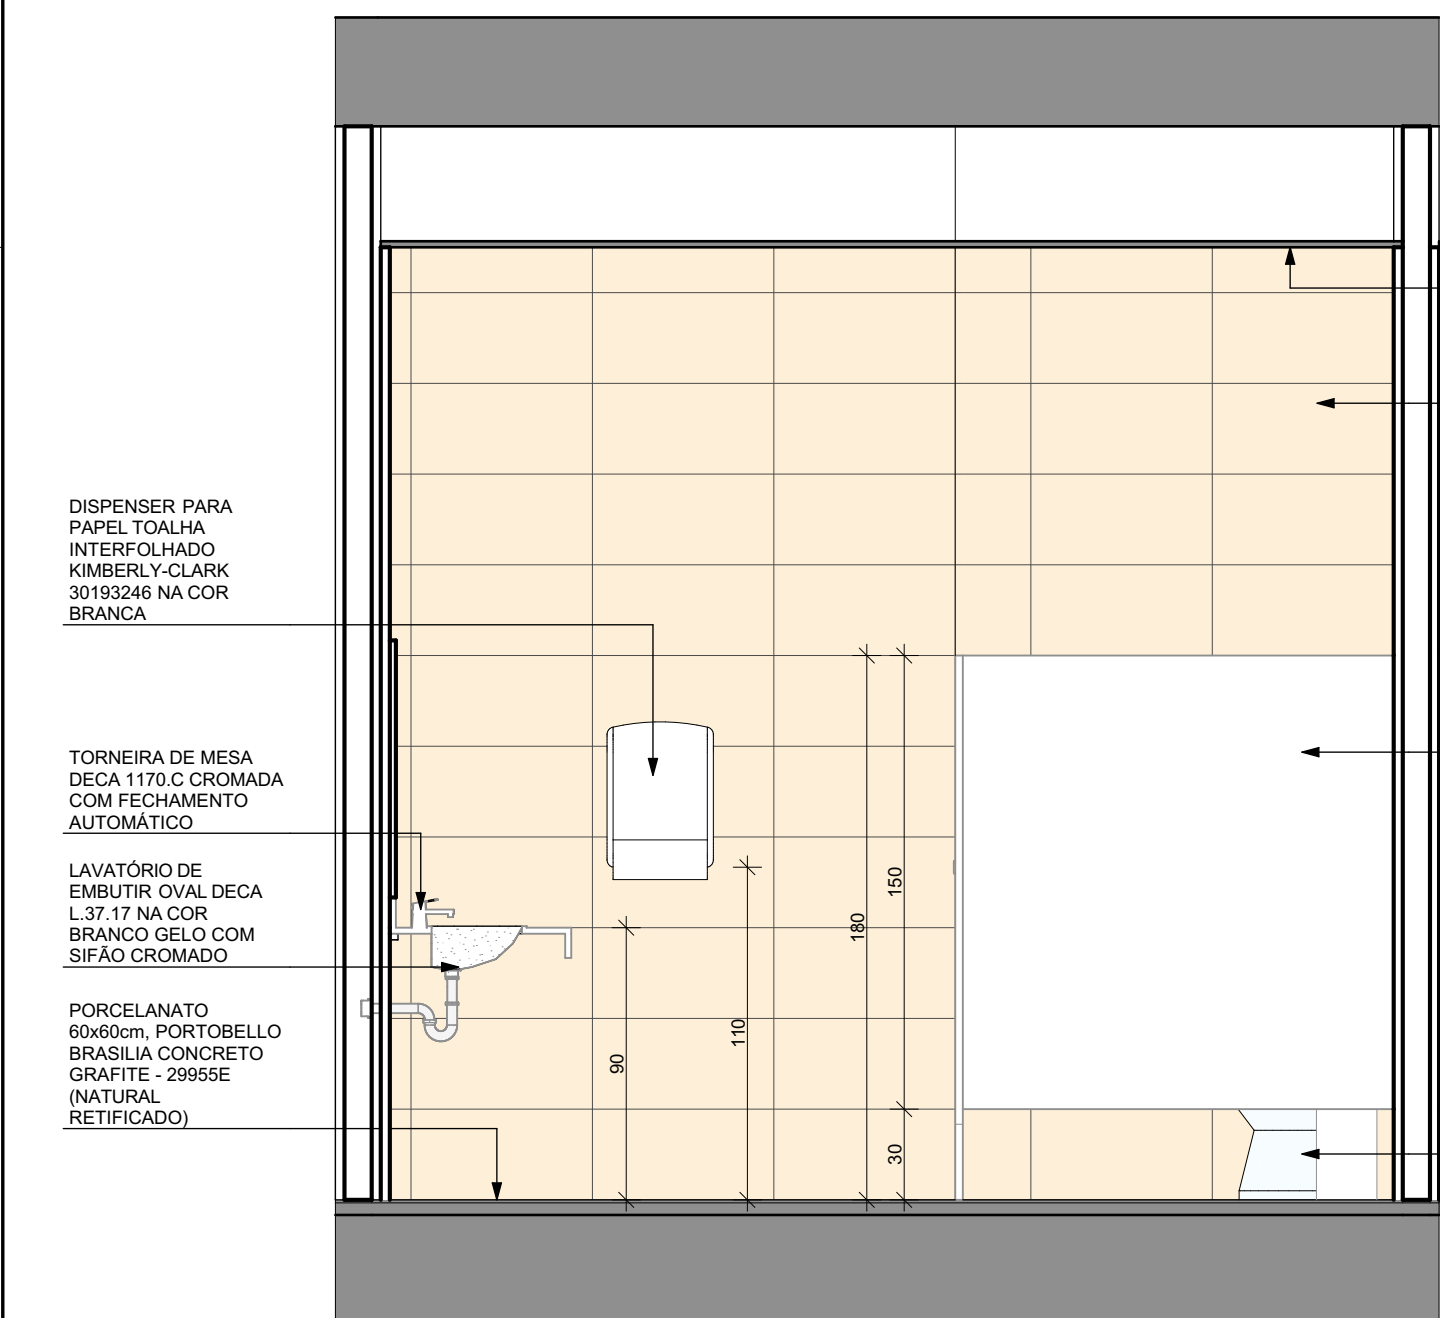 DISPENSER PARA
PAPEL TOALHA
INTERFOLHADO
KIMBERLY-CLARK
30193246 NA COR
BRANCA
TORNEIRA DE MESA
DECA 1170.C CROMADA
COM FECHAMENTO
AUTOMÁTICO
LAVATÓRIO DE
EMBUTIR OVAL DECA
L.37.17 NA COR
BRANCO GELO COM
SIFÃO CROMADO
PORCELANATO
60x60cm, PORTOBELLO
BRASILIA CONCRETO
GRAFITE - 29955E
(NATURAL
RETIFICADO)
90
110
180
150
30